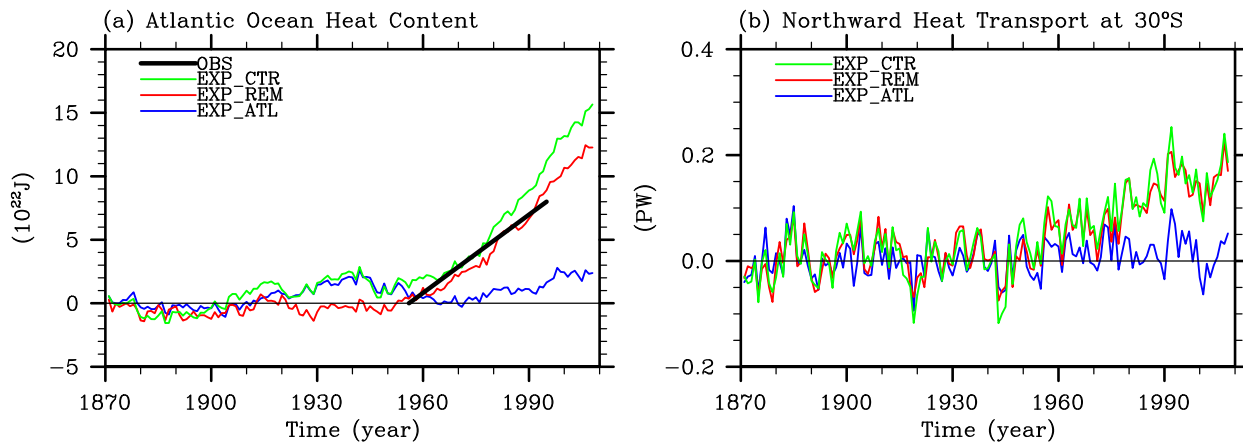 (a) Atlantic Ocean Heat Content
20
15
10
5
0
−5
(10²²J)
OBS
EXP_CTR
EXP_REM
EXP_ATL
1870 1900 1930 1960 1990
Time (year)
(b) Northward Heat Transport at 30°S
0.4
0.2
0.0
−0.2
(PW)
EXP_CTR
EXP_REM
EXP_ATL
1870 1900 1930 1960 1990
Time (year)